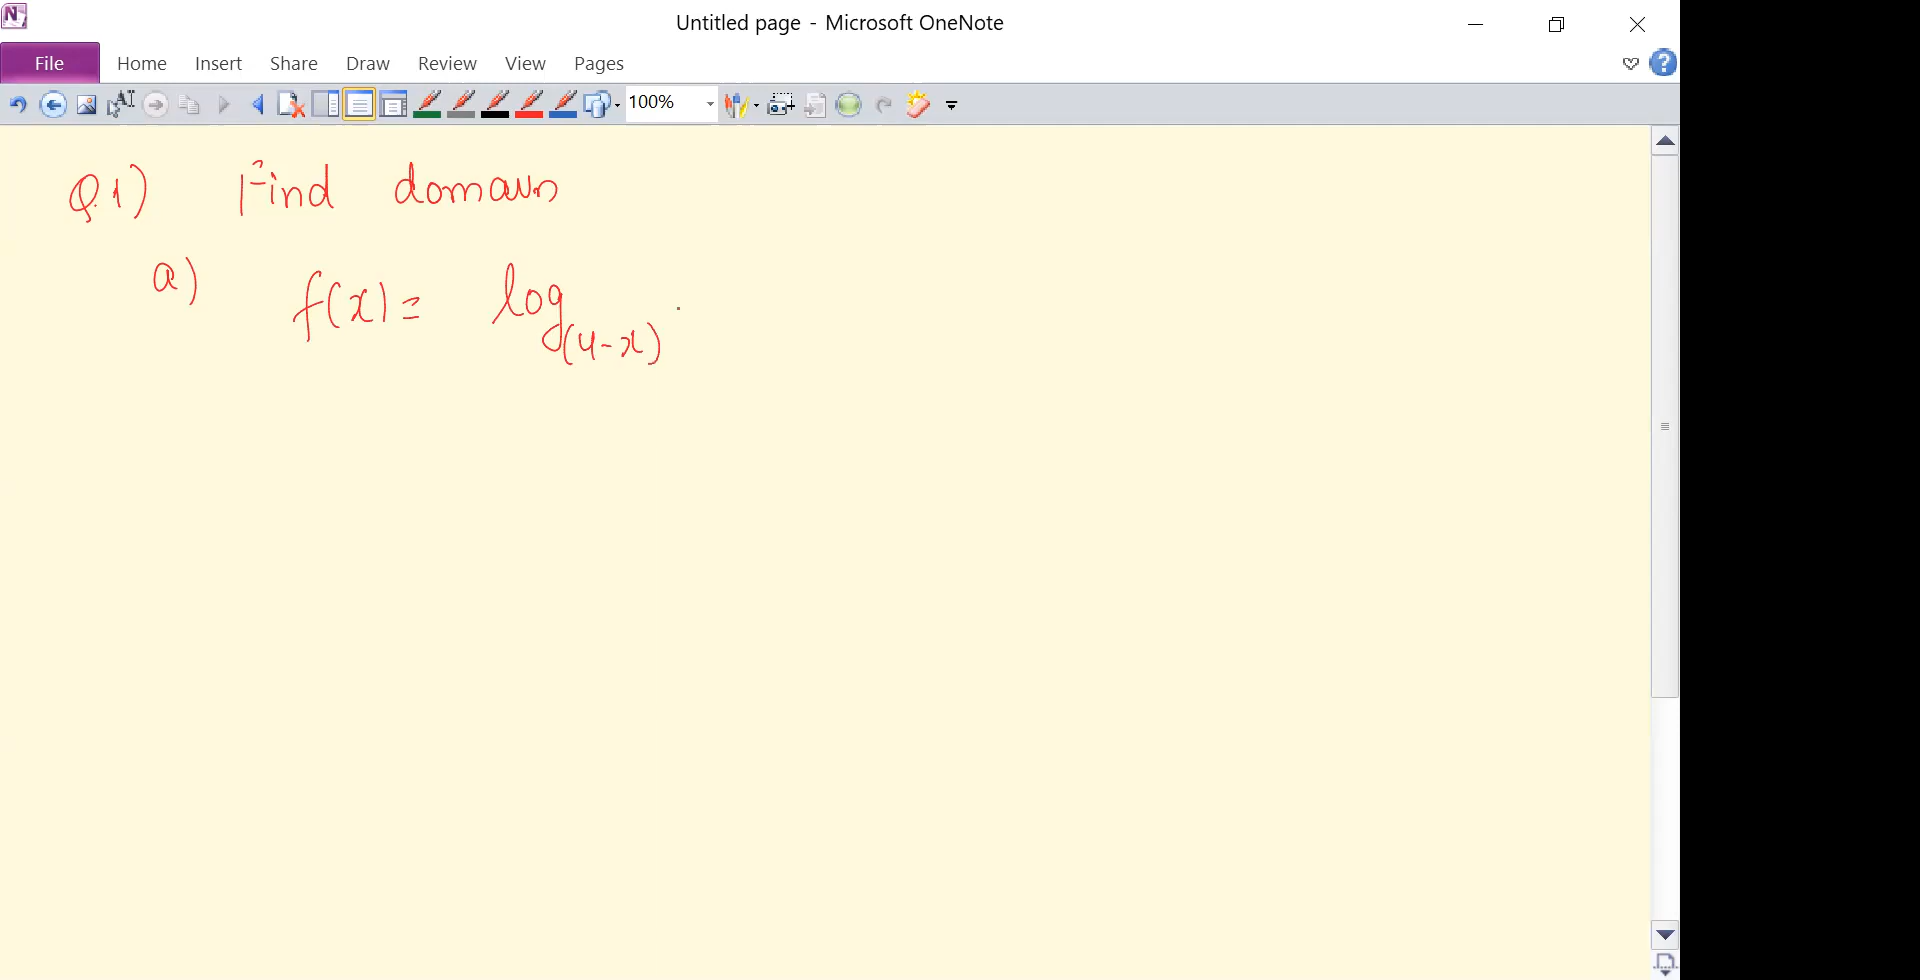 Untitled page - Microsoft OneNote
File Home Insert Share Draw Review View Pages
100%
Q.1) Find domain
a) f(x) = log(4-x)